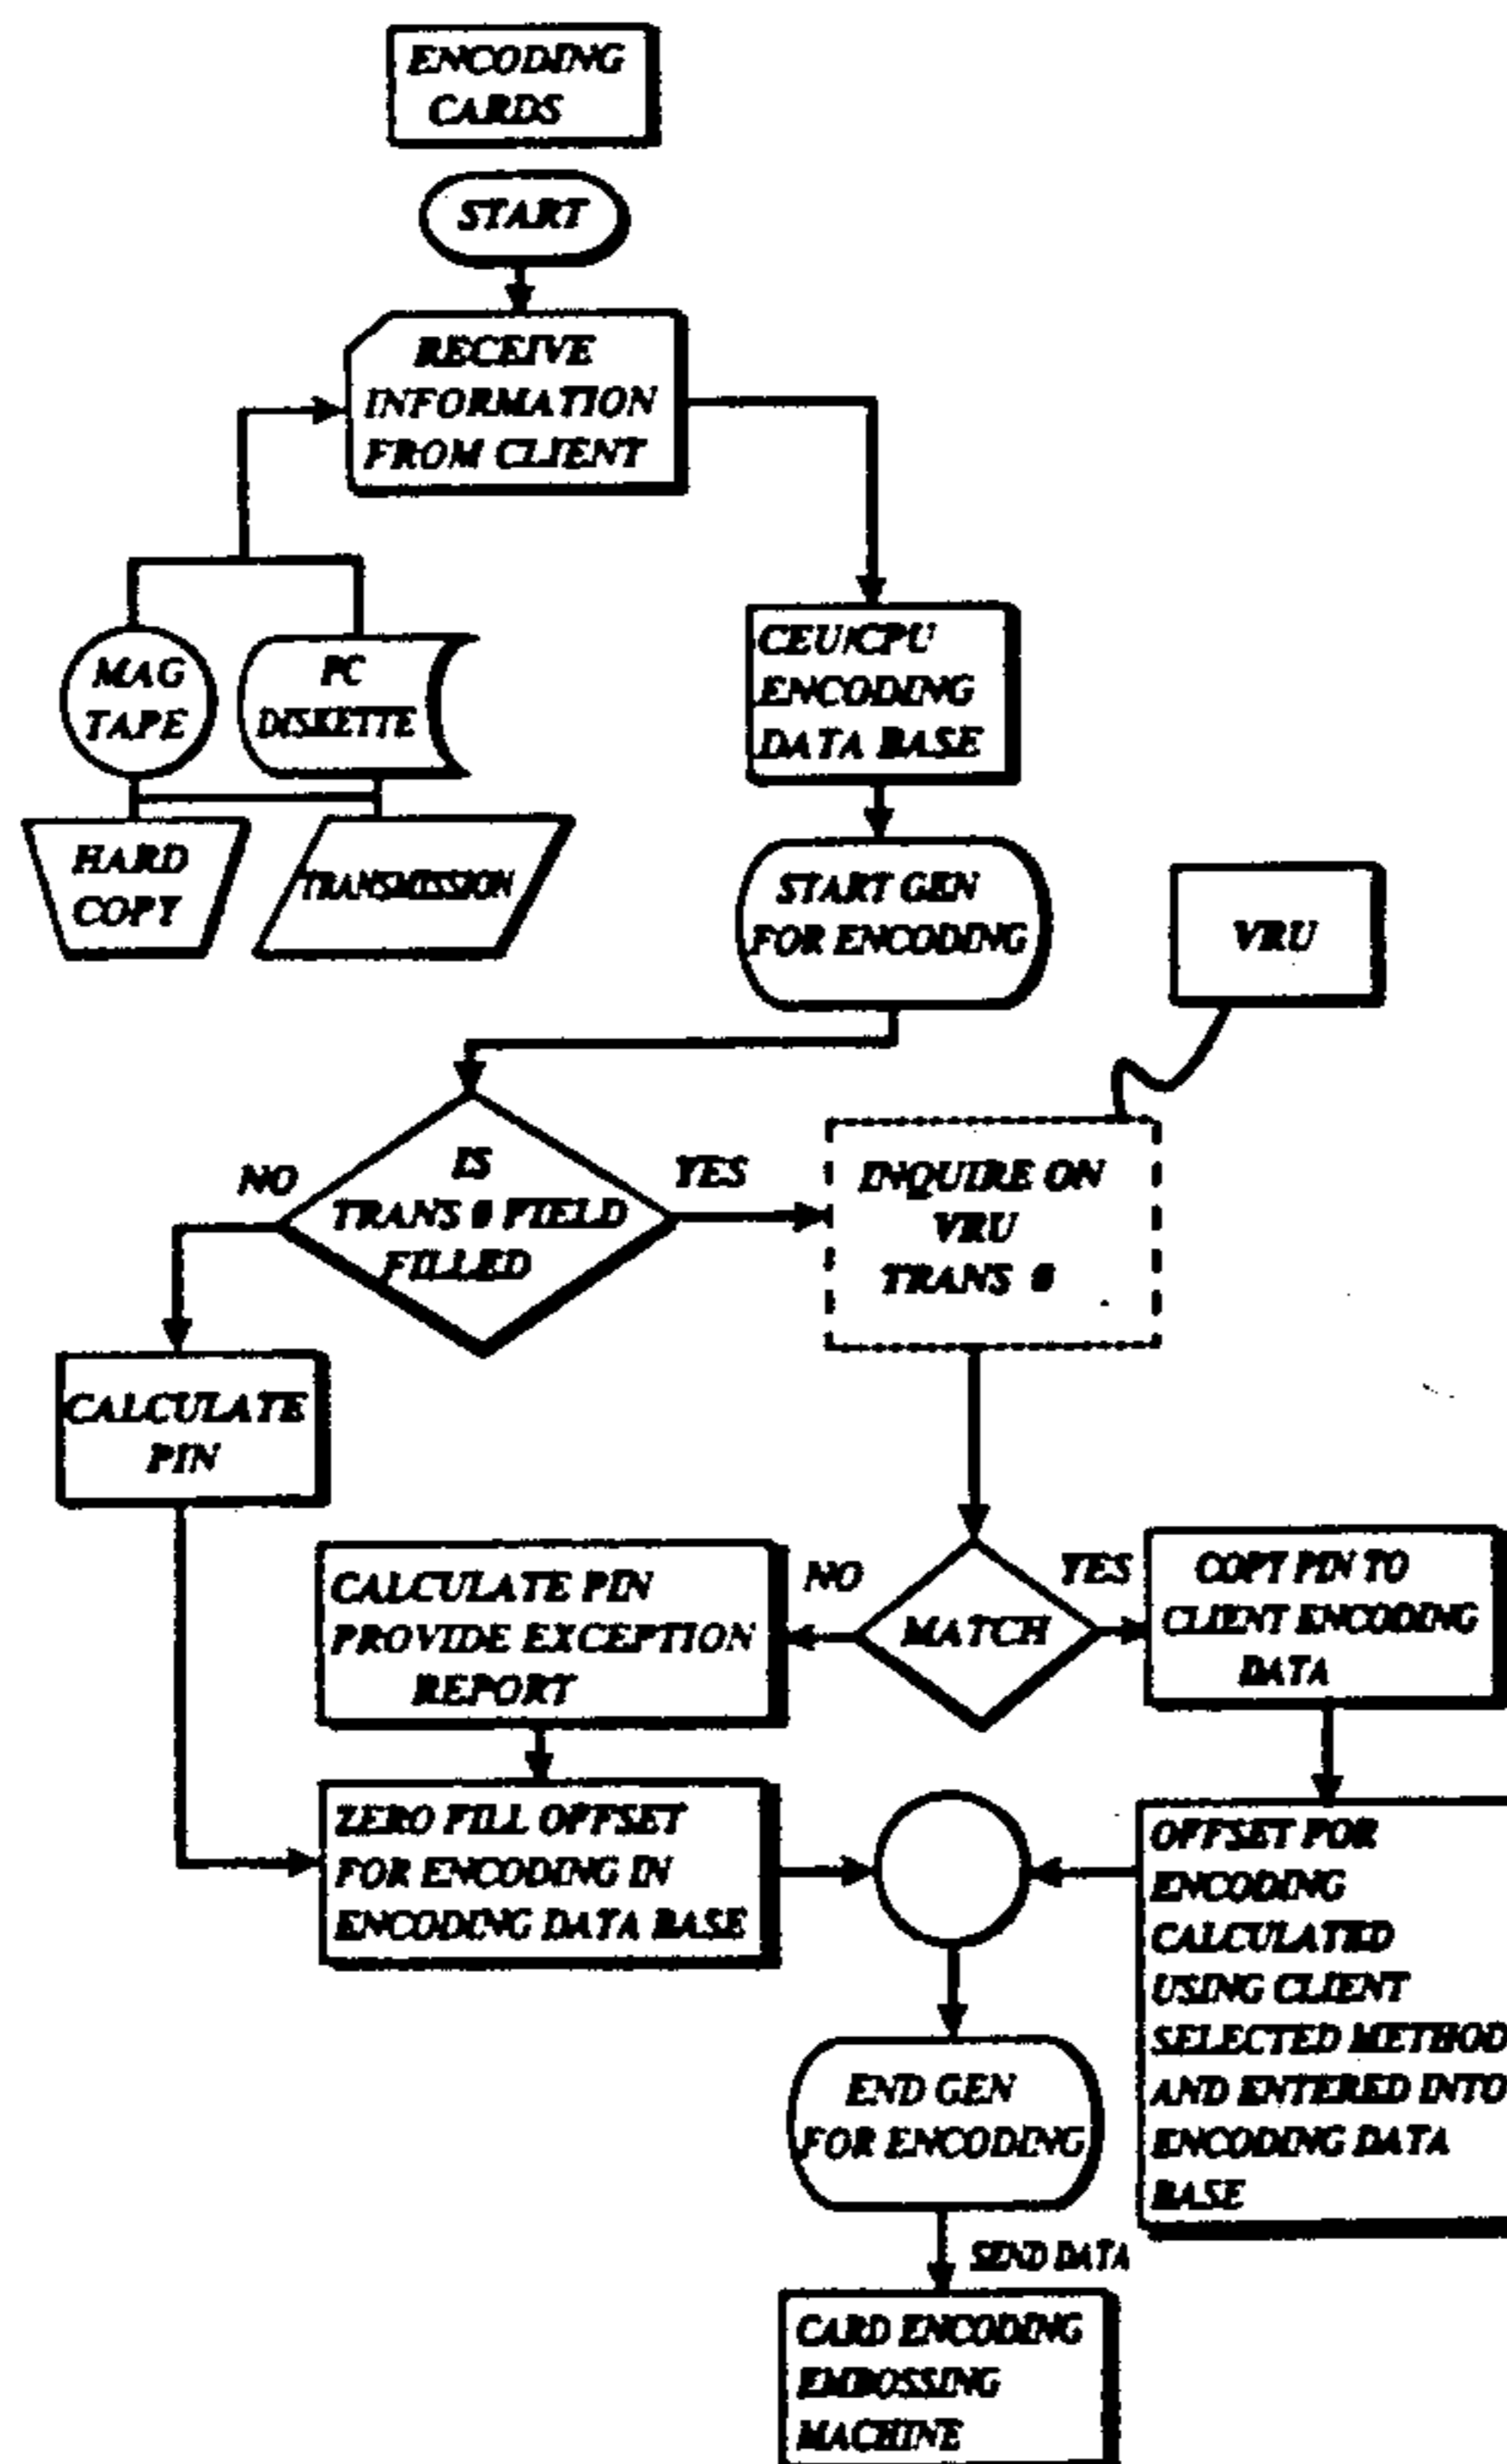 ENCODING
CARDS
START
RECEIVE
INFORMATION
FROM CLIENT
MAG
TAPE
PC
DISKETTE
HARD
COPY
TRANSMISSION
CEU/CPU
ENCODING
DATA BASE
START GEN
FOR ENCODING
VRU
IS
TRANS # FIELD
FILLED
NO
YES
INQUIRE ON
VRU
TRANS #
CALCULATE
PIN
MATCH
NO
YES
CALCULATE PIN
PROVIDE EXCEPTION
REPORT
COPY PIN TO
CLIENT ENCODING
DATA
ZERO FILL OFFSET
FOR ENCODING IN
ENCODING DATA BASE
OFFSET FOR
ENCODING
CALCULATED
USING CLIENT
SELECTED METHOD
AND ENTERED INTO
ENCODING DATA
BASE
END GEN
FOR ENCODING
SEND DATA
CARD ENCODING
EMBOSSING
MACHINE